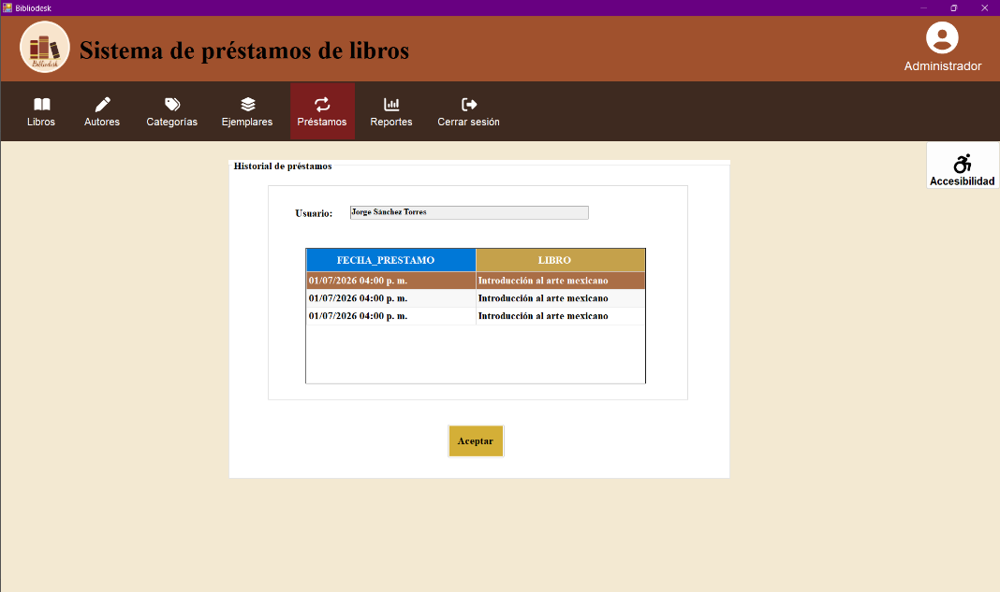 Bibliodesk
Bibliodesk
Sistema de préstamos de libros
Administrador
Libros Autores Categorías Ejemplares Préstamos Reportes Cerrar sesión
Accesibilidad
Historial de préstamos
Usuario: Jorge Sánchez Torres
FECHA_PRESTAMO LIBRO
01/07/2026 04:00 p. m. Introducción al arte mexicano
01/07/2026 04:00 p. m. Introducción al arte mexicano
01/07/2026 04:00 p. m. Introducción al arte mexicano
Aceptar